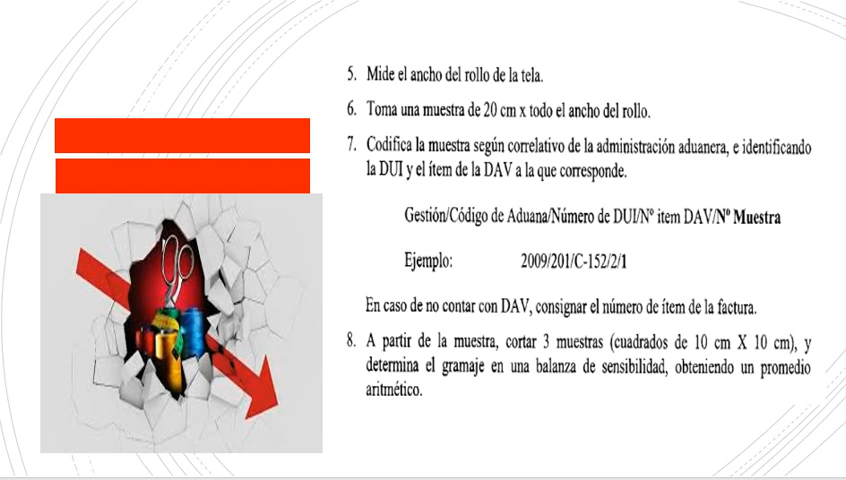 5. Mide el ancho del rollo de la tela.
6. Toma una muestra de 20 cm x todo el ancho del rollo.
7. Codifica la muestra según correlativo de la administración aduanera, e identificando
la DUI y el ítem de la DAV a la que corresponde.
Gestión/Código de Aduana/Número de DUI/Nº item DAV/Nº Muestra
Ejemplo: 2009/201/C-152/2/1
En caso de no contar con DAV, consignar el número de ítem de la factura.
8. A partir de la muestra, cortar 3 muestras (cuadrados de 10 cm X 10 cm), y
determina el gramaje en una balanza de sensibilidad, obteniendo un promedio
aritmético.